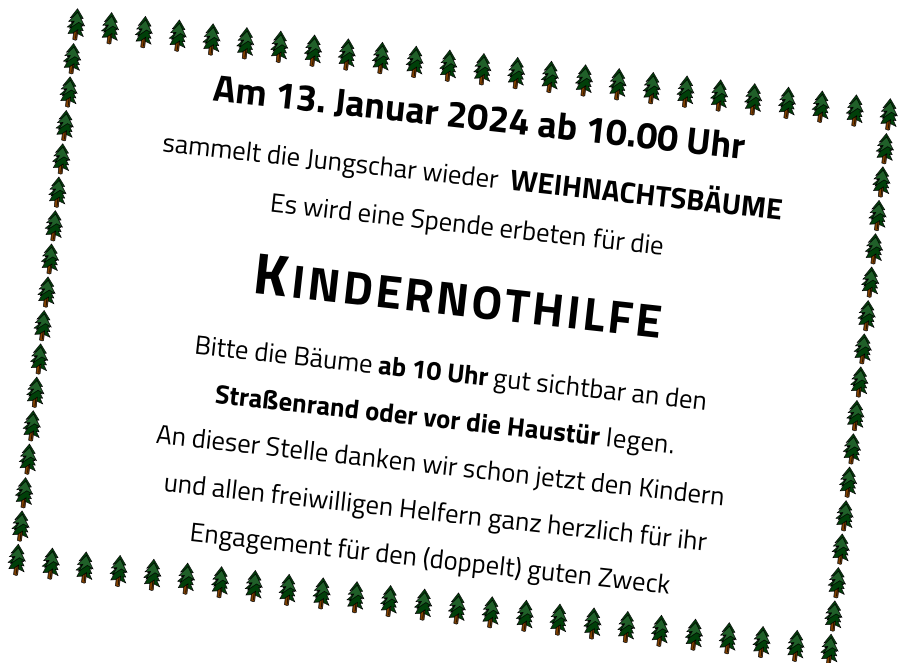 Am 13. Januar 2024 ab 10.00 Uhr
sammelt die Jungschar wieder WEIHNACHTSBÄUME
Es wird eine Spende erbeten für die
KINDERNOTHILFE
Bitte die Bäume ab 10 Uhr gut sichtbar an den
Straßenrand oder vor die Haustür legen.
An dieser Stelle danken wir schon jetzt den Kindern
und allen freiwilligen Helfern ganz herzlich für ihr
Engagement für den (doppelt) guten Zweck